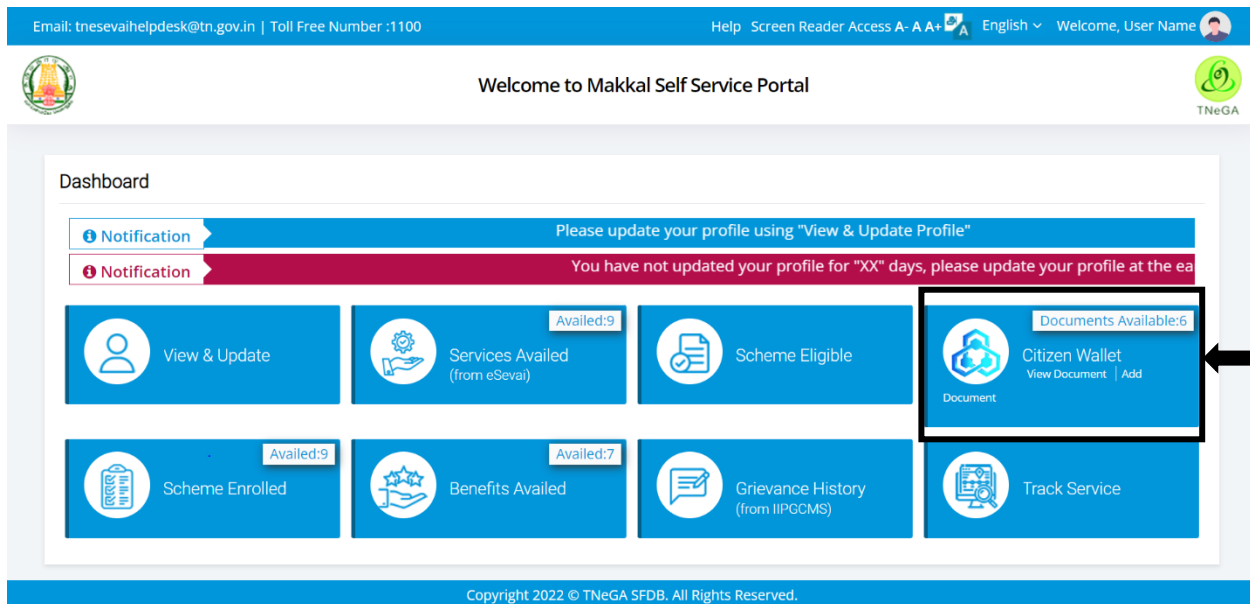 Email: tnesevaihelpdesk@tn.gov.in | Toll Free Number :1100
Help Screen Reader Access A- A A+ A English Welcome, User Name
Welcome to Makkal Self Service Portal
TNeGA
Dashboard
Notification
Please update your profile using "View & Update Profile"
Notification
You have not updated your profile for "XX" days, please update your profile at the ea
View & Update
Availed:9
Services Availed
(from eSevai)
Scheme Eligible
Documents Available:6
Citizen Wallet
View Document | Add
Document
Availed:9
Scheme Enrolled
Availed:7
Benefits Availed
Grievance History
(from IIPGCMS)
Track Service
Copyright 2022 © TNeGA SFDB. All Rights Reserved.